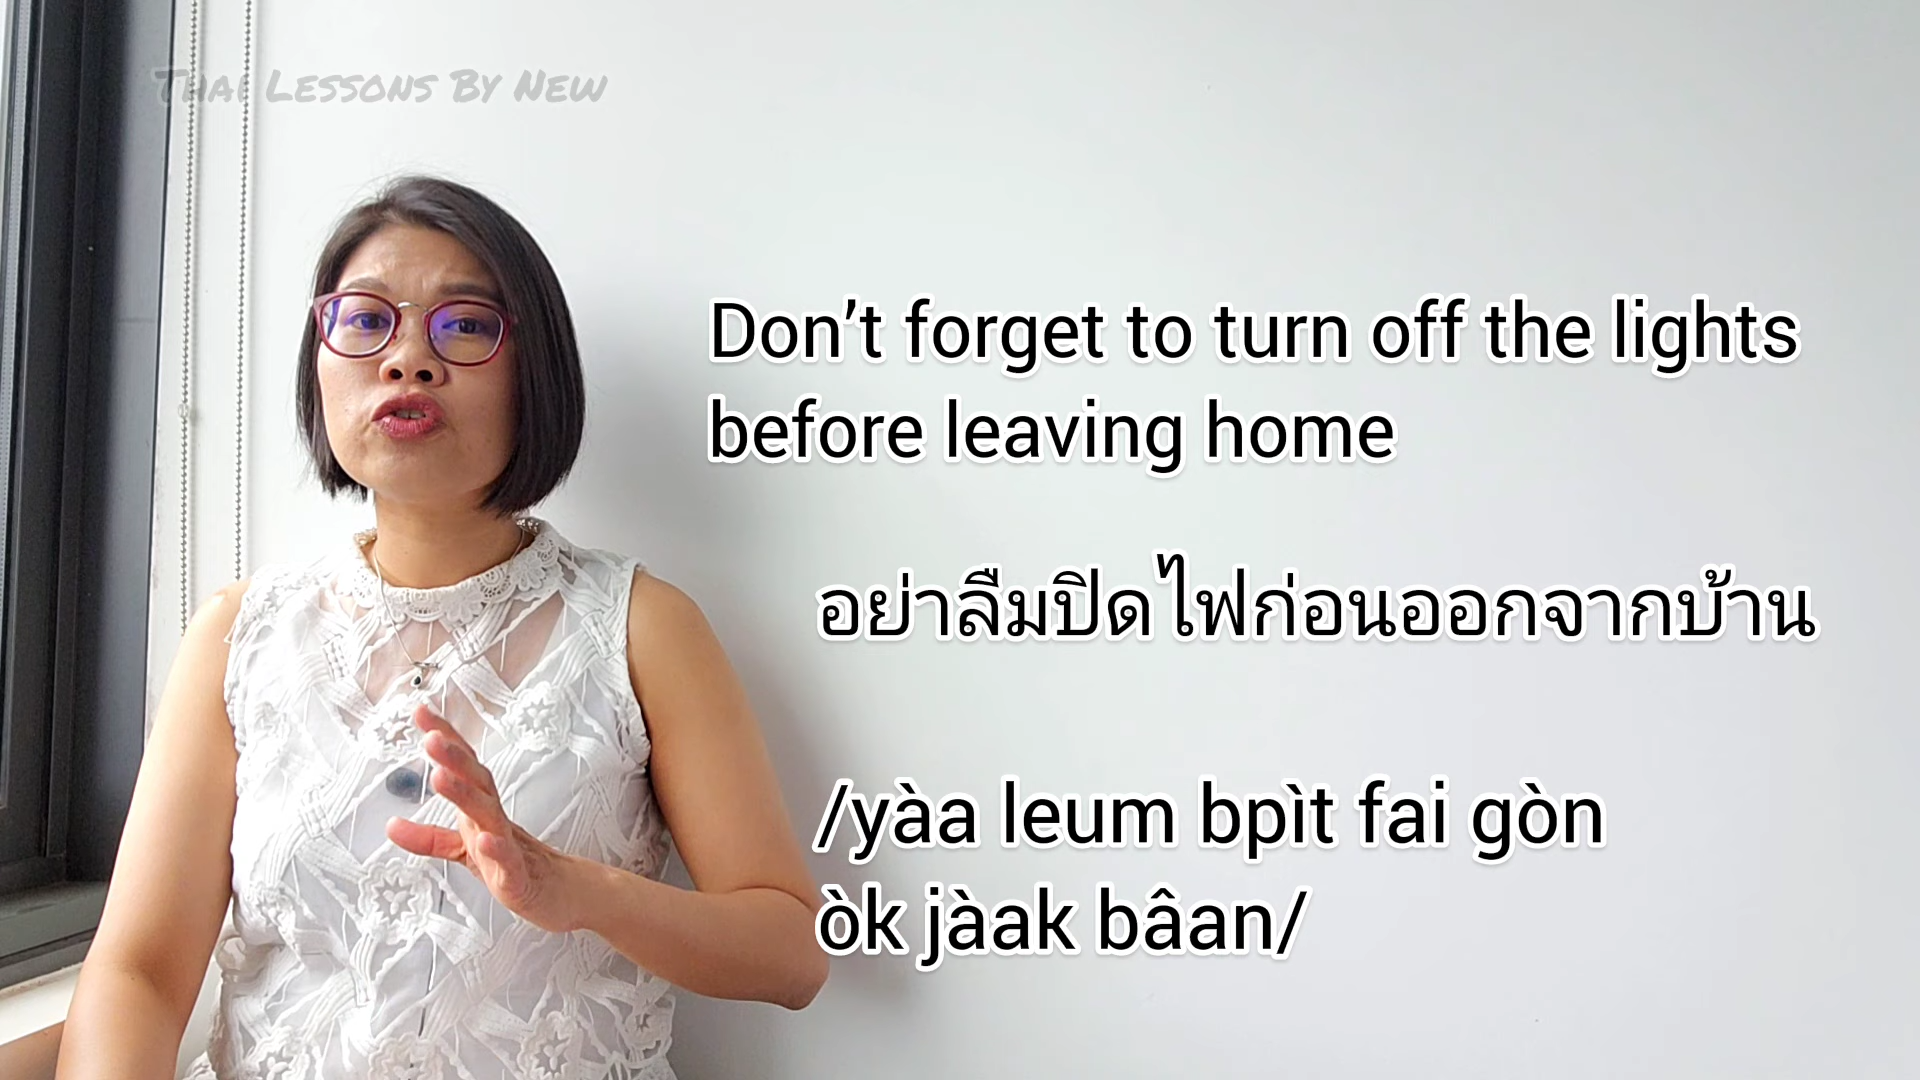 Thai Lessons By New
Don’t forget to turn off the lights
before leaving home
อย่าลืมปิดไฟก่อนออกจากบ้าน
/yàa leum bpìt fai gòn
òk jàak bâan/